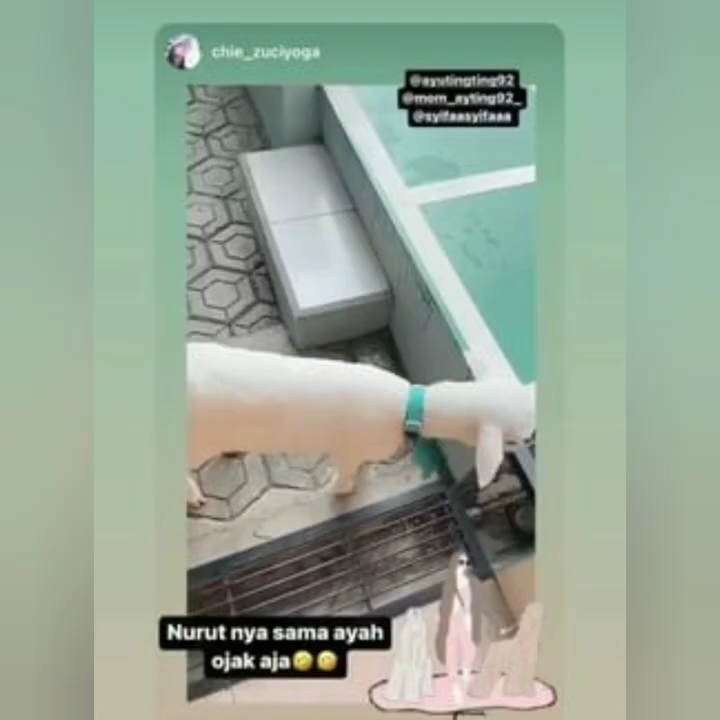 chie_zuciyoga
@ayutingting92
@mom_ayting92_
@syifaasyifaaa
Nurut nya sama ayah
ojak aja🤣🤣